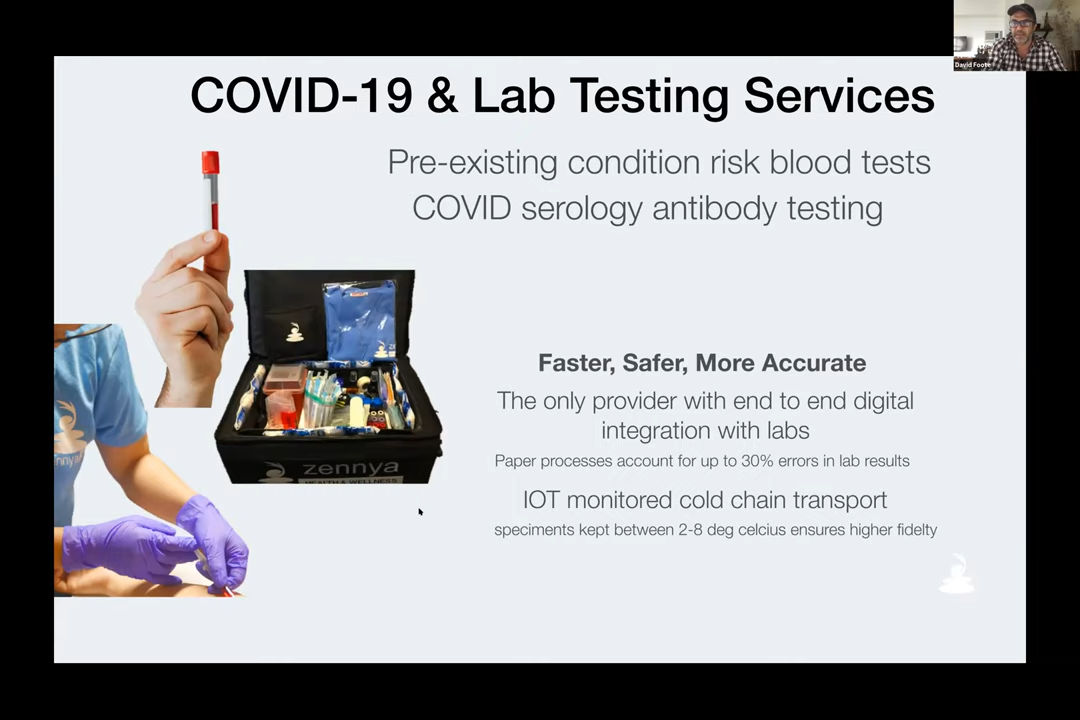 David Foote
COVID-19 & Lab Testing Services
Pre-existing condition risk blood tests
COVID serology antibody testing
Faster, Safer, More Accurate
The only provider with end to end digital
integration with labs
Paper processes account for up to 30% errors in lab results
IOT monitored cold chain transport
speciments kept between 2-8 deg celcius ensures higher fidelty
zennya
HEALTH & WELLNESS